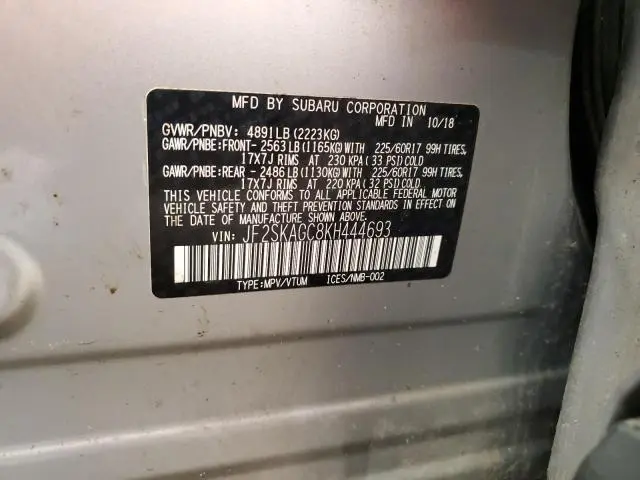 MFD BY SUBARU CORPORATION
MFD IN 10/18
GVWR/PNBV: 4891LB(2223KG)
GAWR/PNBE:FRONT- 2563LB(1165KG)WITH 225/60R17 99H TIRES,
17X7J RIMS AT 230 KPA(33 PSI)COLD
GAWR/PNBE:REAR - 2486LB(1130KG)WITH 225/60R17 99H TIRES,
17X7J RIMS AT 220 KPA(32 PSI)COLD
THIS VEHICLE CONFORMS TO ALL APPLICABLE FEDERAL MOTOR
VEHICLE SAFETY AND THEFT PREVENTION STANDARDS IN EFFECT ON
THE DATE OF MANUFACTURE SHOWN ABOVE.
VIN: JF2SKAGC8KH444693
TYPE:MPV/VTUM ICES/NMB-002